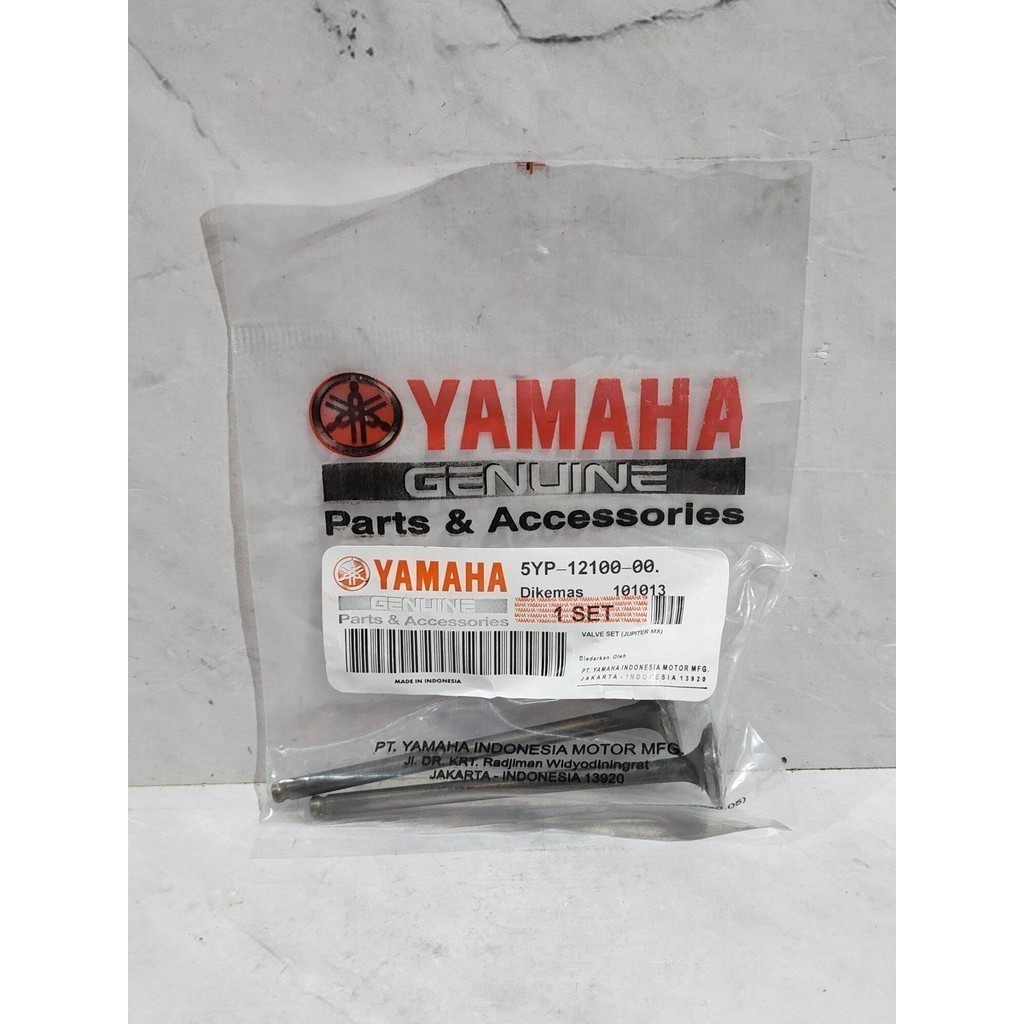 YAMAHA
GENUINE
Parts & Accessories
YAMAHA
GENUINE
Parts & Accessories
MADE IN INDONESIA
5YP-12100-00.
Dikemas 101013
1 SET
VALVE SET (JUPITER MX)
Diedarkan Oleh
PT. YAMAHA INDONESIA MOTOR MFG.
JAKARTA - INDONESIA 13920
PT. YAMAHA INDONESIA MOTOR MFG.
Jl. DR. KRT. Radjiman Widyodiningrat
JAKARTA - INDONESIA 13920